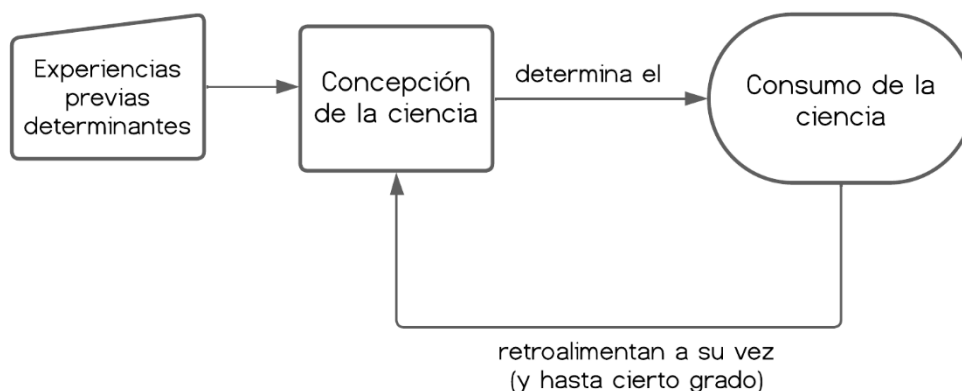 Experiencias
previas
determinantes
Concepción
de la ciencia
determina el
Consumo de la
ciencia
retroalimentan a su vez
(y hasta cierto grado)